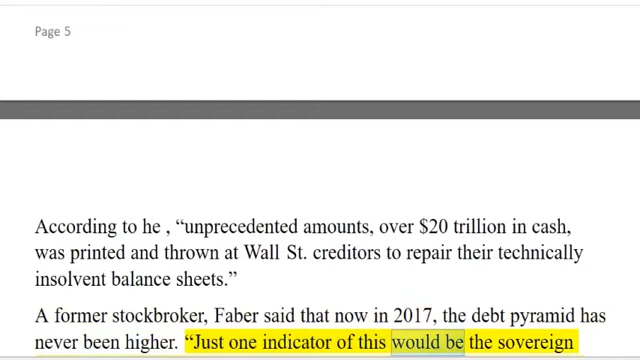 Page 5
According to he , “unprecedented amounts, over $20 trillion in cash,
was printed and thrown at Wall St. creditors to repair their technically
insolvent balance sheets.”
A former stockbroker, Faber said that now in 2017, the debt pyramid has
never been higher. “Just one indicator of this would be the sovereign